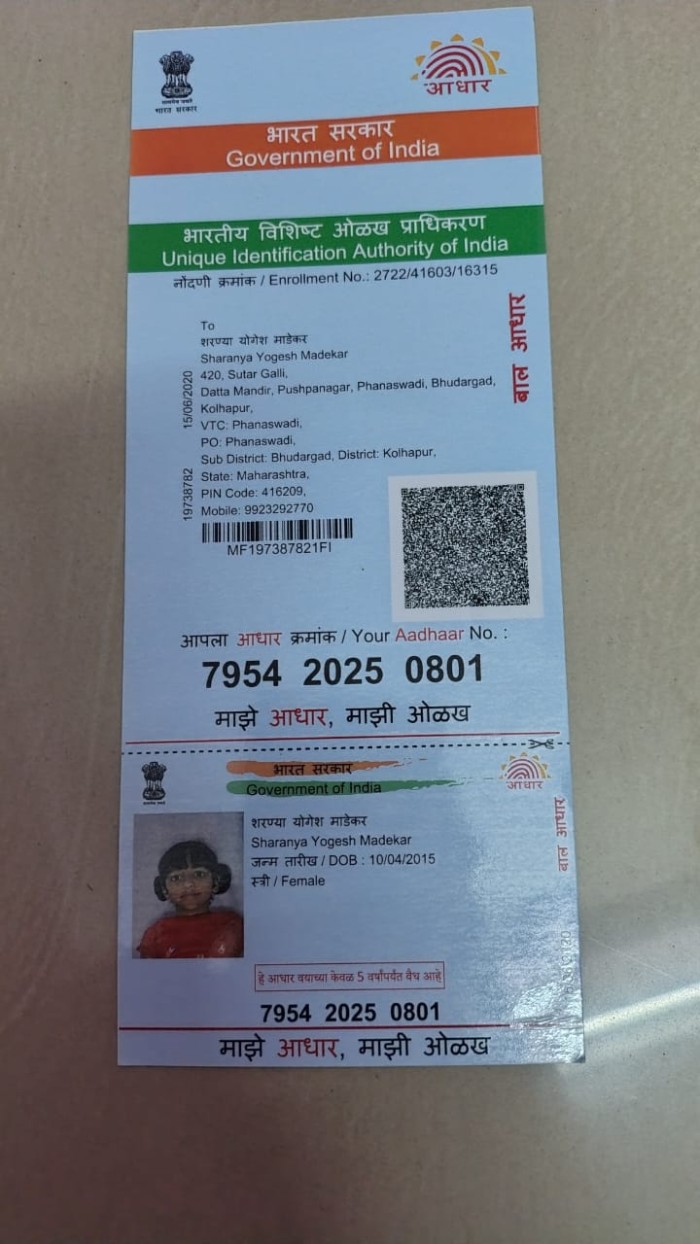 भारत सरकार
आधार
भारत सरकार
Government of India
भारतीय विशिष्ट ओळख प्राधिकरण
Unique Identification Authority of India
नोंदणी क्रमांक / Enrollment No.: 2722/41603/16315
To
शरण्या योगेश माडेकर
Sharanya Yogesh Madekar
420, Sutar Galli,
Datta Mandir, Pushpanagar, Phanaswadi, Bhudargad,
Kolhapur,
VTC: Phanaswadi,
PO: Phanaswadi,
Sub District: Bhudargad, District: Kolhapur,
State: Maharashtra,
PIN Code: 416209,
Mobile: 9923292770
15/06/2020
19738782
बाल आधार
MF197387821FI
आपला आधार क्रमांक / Your Aadhaar No. :
7954 2025 0801
माझे आधार, माझी ओळख
भारत सरकार
Government of India
आधार
शरण्या योगेश माडेकर
Sharanya Yogesh Madekar
जन्म तारीख / DOB : 10/04/2015
स्त्री / Female
बाल आधार
हे आधार वयाच्या केवळ 5 वर्षांपर्यंत वैध आहे
7954 2025 0801
माझे आधार, माझी ओळख